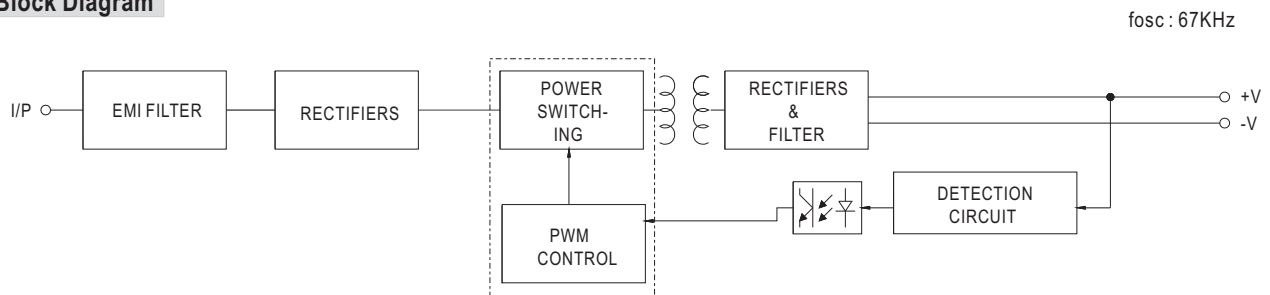 Block Diagram
fosc : 67KHz
I/P
EMI FILTER
RECTIFIERS
POWER
SWITCH-
ING
RECTIFIERS
&
FILTER
+V
-V
DETECTION
CIRCUIT
PWM
CONTROL